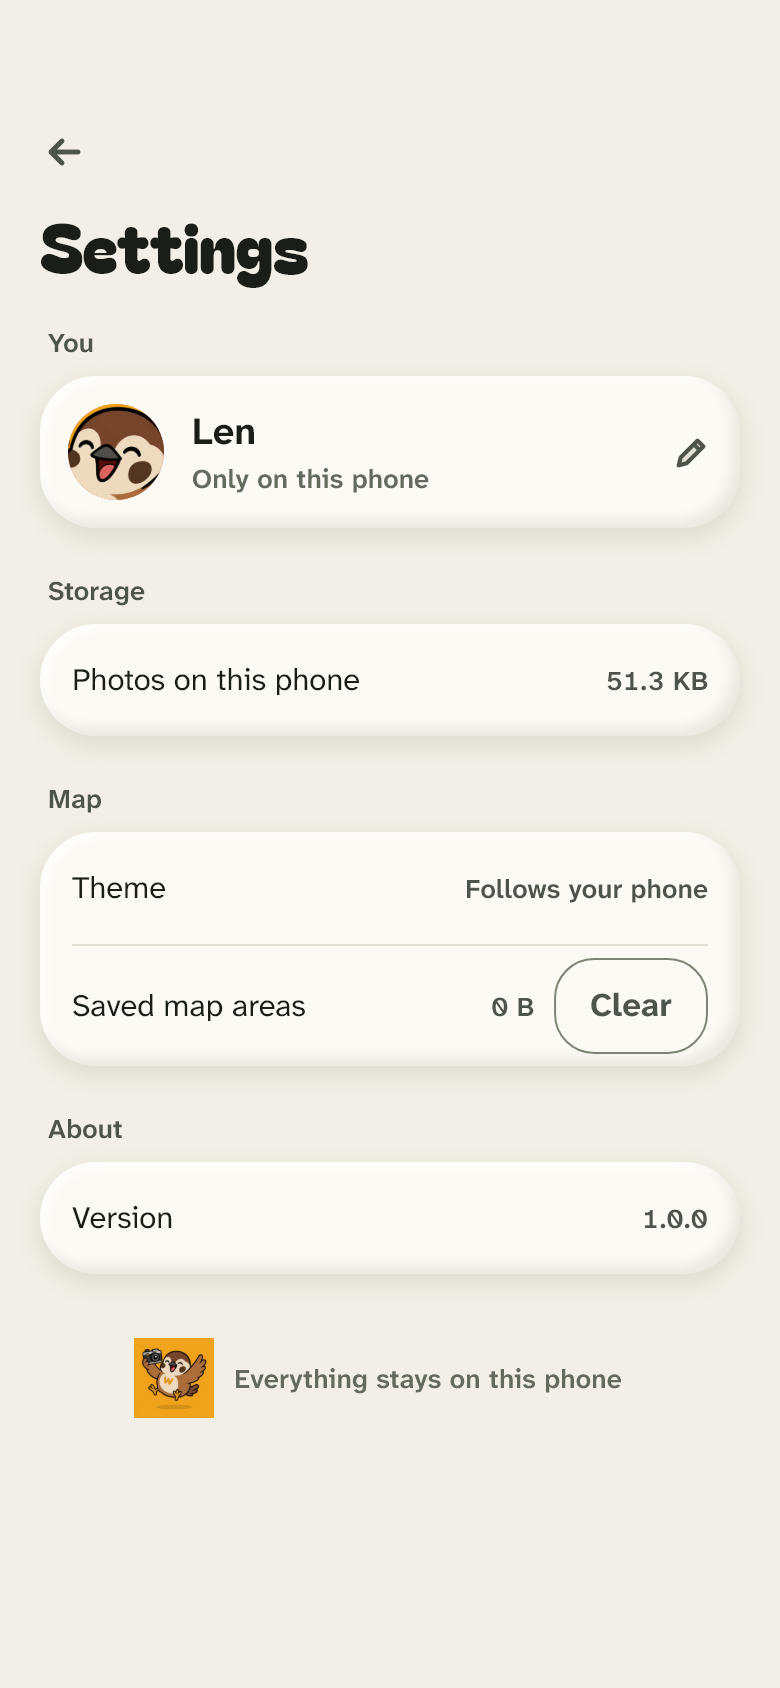 Settings
You
Len
Only on this phone
Storage
Photos on this phone 51.3 KB
Map
Theme Follows your phone
Saved map areas 0 B Clear
About
Version 1.0.0
W
Everything stays on this phone